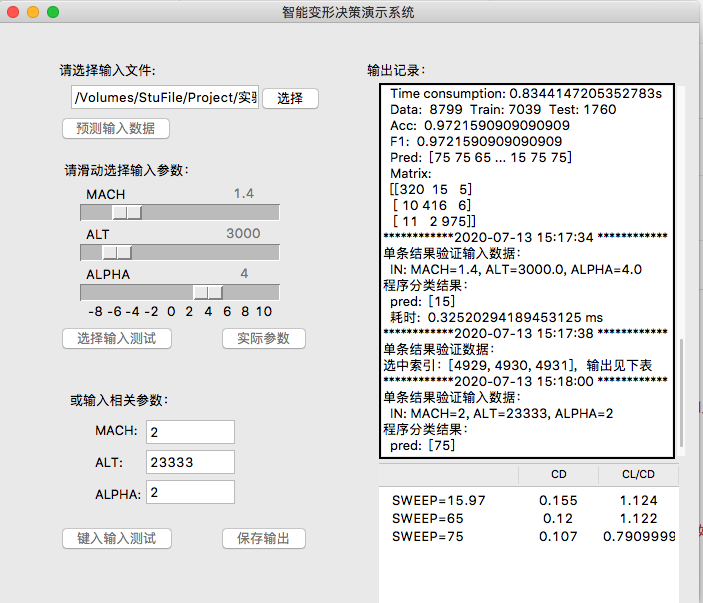 智能变形决策演示系统
请选择输入文件:
/Volumes/StuFile/Project/实
选择
预测输入数据
请滑动选择输入参数:
MACH 1.4
ALT 3000
ALPHA 4
-8 -6 -4 -2 0 2 4 6 8 10
选择输入测试
实际参数
或输入相关参数:
MACH: 2
ALT: 23333
ALPHA: 2
键入输入测试
保存输出
输出记录:
Time consumption: 0.8344147205352783s
Data: 8799 Train: 7039 Test: 1760
Acc: 0.9721590909090909
F1: 0.9721590909090909
Pred: [75 75 65 ... 15 75 75]
Matrix:
[[320 15 5]
[ 10 416 6]
[ 11 2 975]]
************2020-07-13 15:17:34 ************
单条结果验证输入数据:
IN: MACH=1.4, ALT=3000.0, ALPHA=4.0
程序分类结果:
pred: [15]
耗时: 0.32520294189453125 ms
************2020-07-13 15:17:38 ************
单条结果验证数据:
选中索引: [4929, 4930, 4931], 输出见下表
************2020-07-13 15:18:00 ************
单条结果验证输入数据:
IN: MACH=2, ALT=23333, ALPHA=2
程序分类结果:
pred: [75]
CD CL/CD
SWEEP=15.97 0.155 1.124
SWEEP=65 0.12 1.122
SWEEP=75 0.107 0.7909999